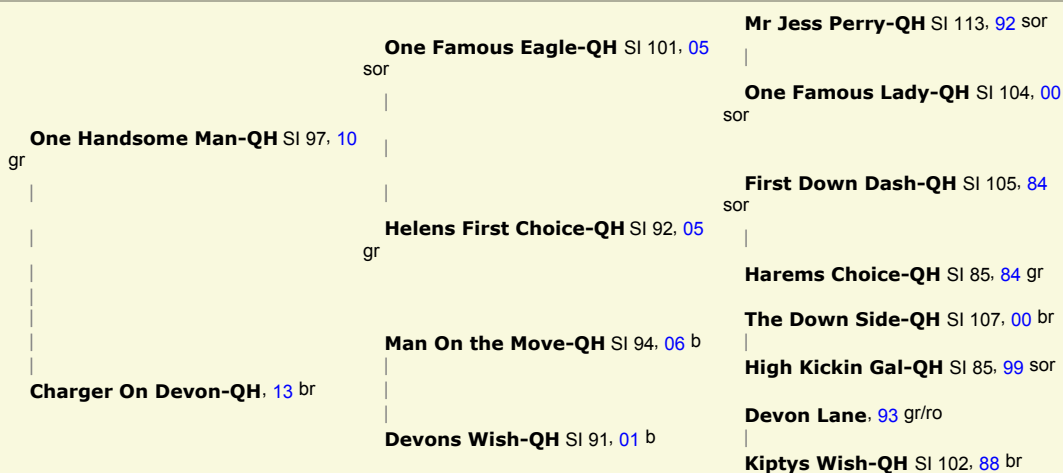 Mr Jess Perry-QH SI 113, 92 sor
One Famous Eagle-QH SI 101, 05
sor
One Famous Lady-QH SI 104, 00
sor
One Handsome Man-QH SI 97, 10
gr
First Down Dash-QH SI 105, 84
sor
Helens First Choice-QH SI 92, 05
gr
Harems Choice-QH SI 85, 84 gr
The Down Side-QH SI 107, 00 br
Man On the Move-QH SI 94, 06 b
High Kickin Gal-QH SI 85, 99 sor
Charger On Devon-QH, 13 br
Devon Lane, 93 gr/ro
Devons Wish-QH SI 91, 01 b
Kiptys Wish-QH SI 102, 88 br